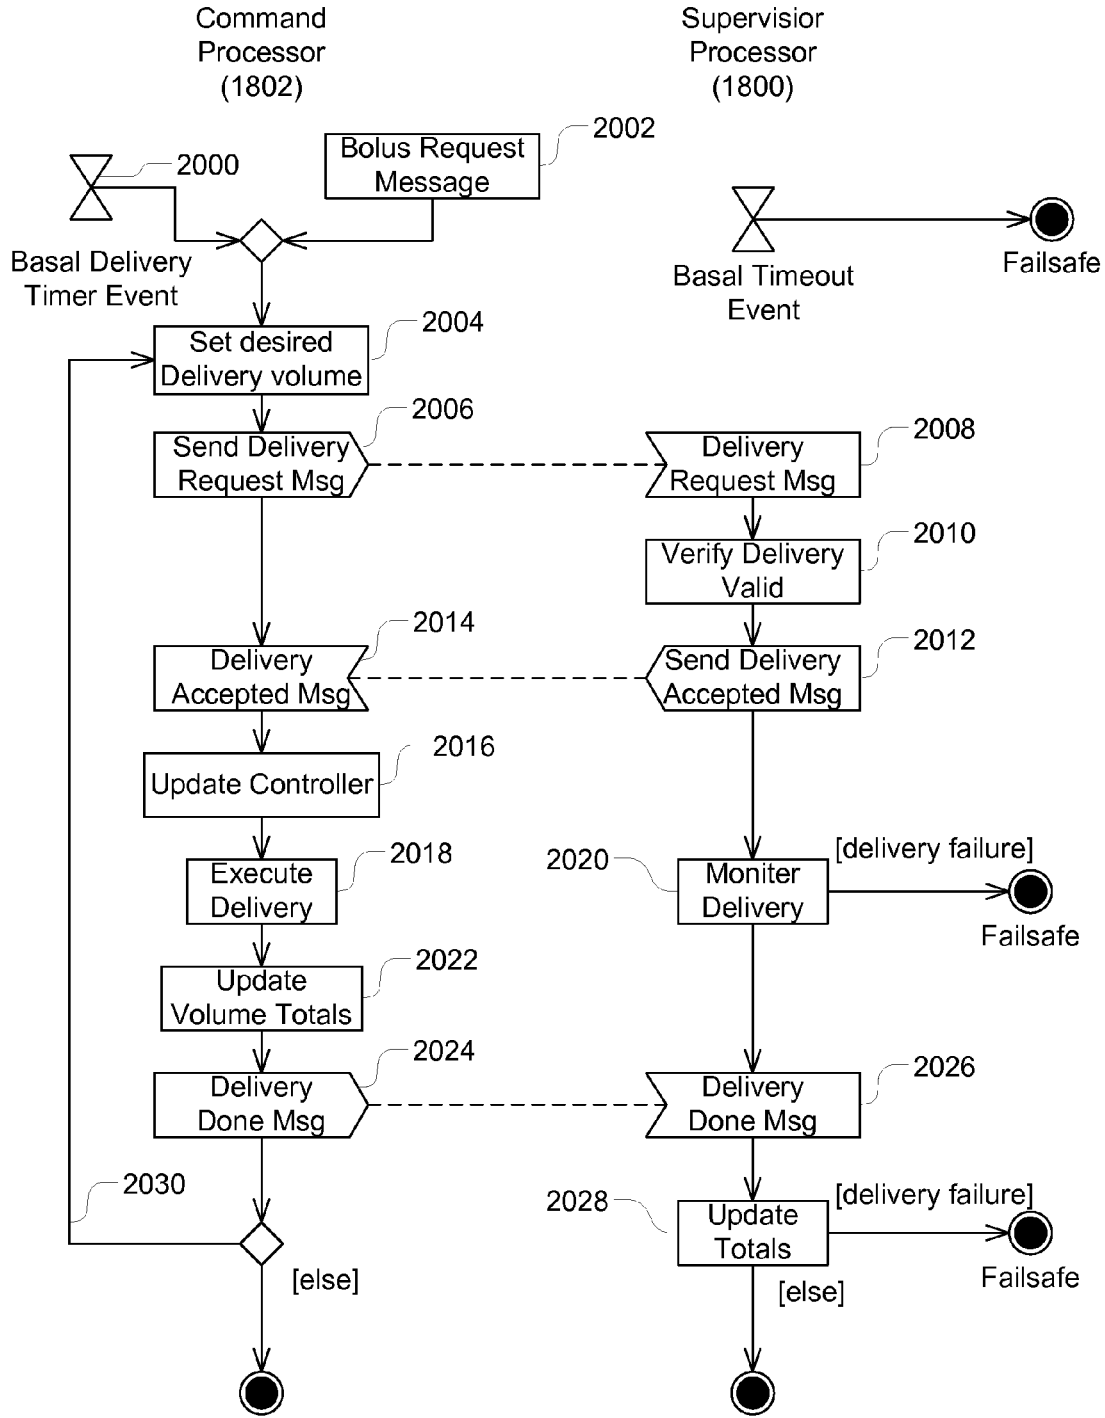 Command
Processor
(1802)
Supervisior
Processor
(1800)
2000
Bolus Request
Message
2002
Basal Delivery
Timer Event
Basal Timeout
Event
Failsafe
Set desired
Delivery volume
2004
Send Delivery
Request Msg
2006
Delivery
Request Msg
2008
Verify Delivery
Valid
2010
Delivery
Accepted Msg
2014
Send Delivery
Accepted Msg
2012
Update Controller
2016
Execute
Delivery
2018
2020
Moniter
Delivery
[delivery failure]
Failsafe
Update
Volume Totals
2022
Delivery
Done Msg
2024
Delivery
Done Msg
2026
2030
[else]
2028
Update
Totals
[delivery failure]
Failsafe
[else]